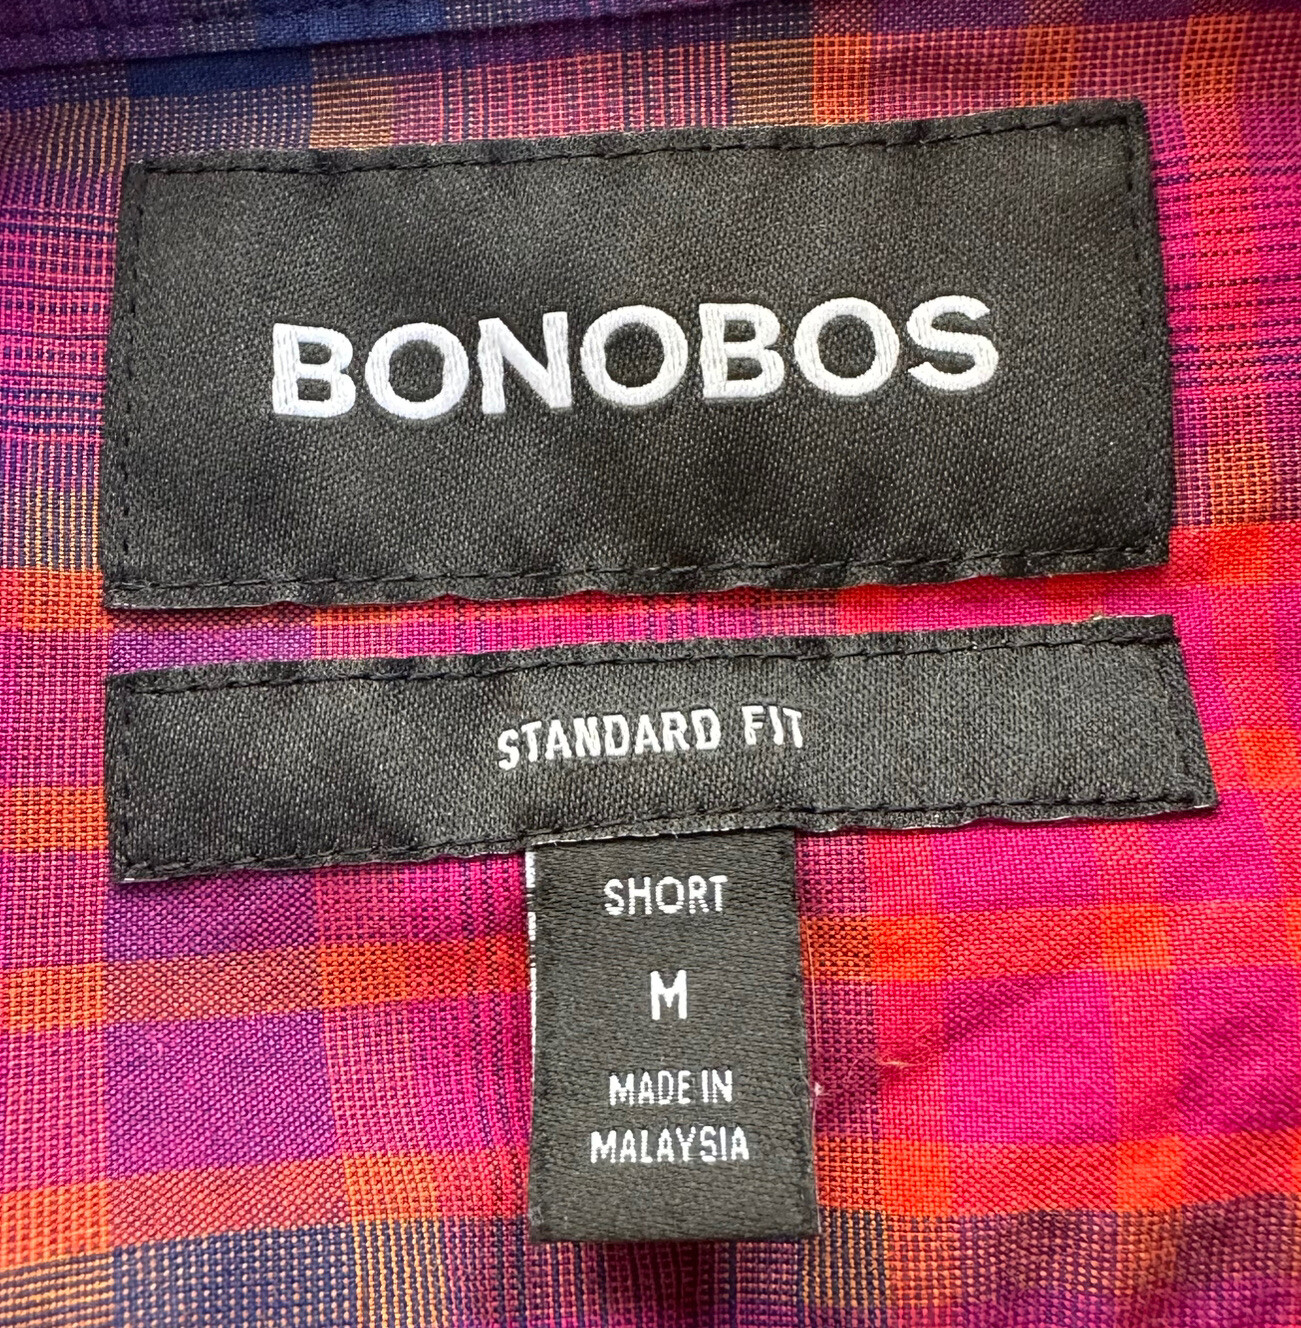 BONOBOS
STANDARD FIT
SHORT
M
MADE IN
MALAYSIA